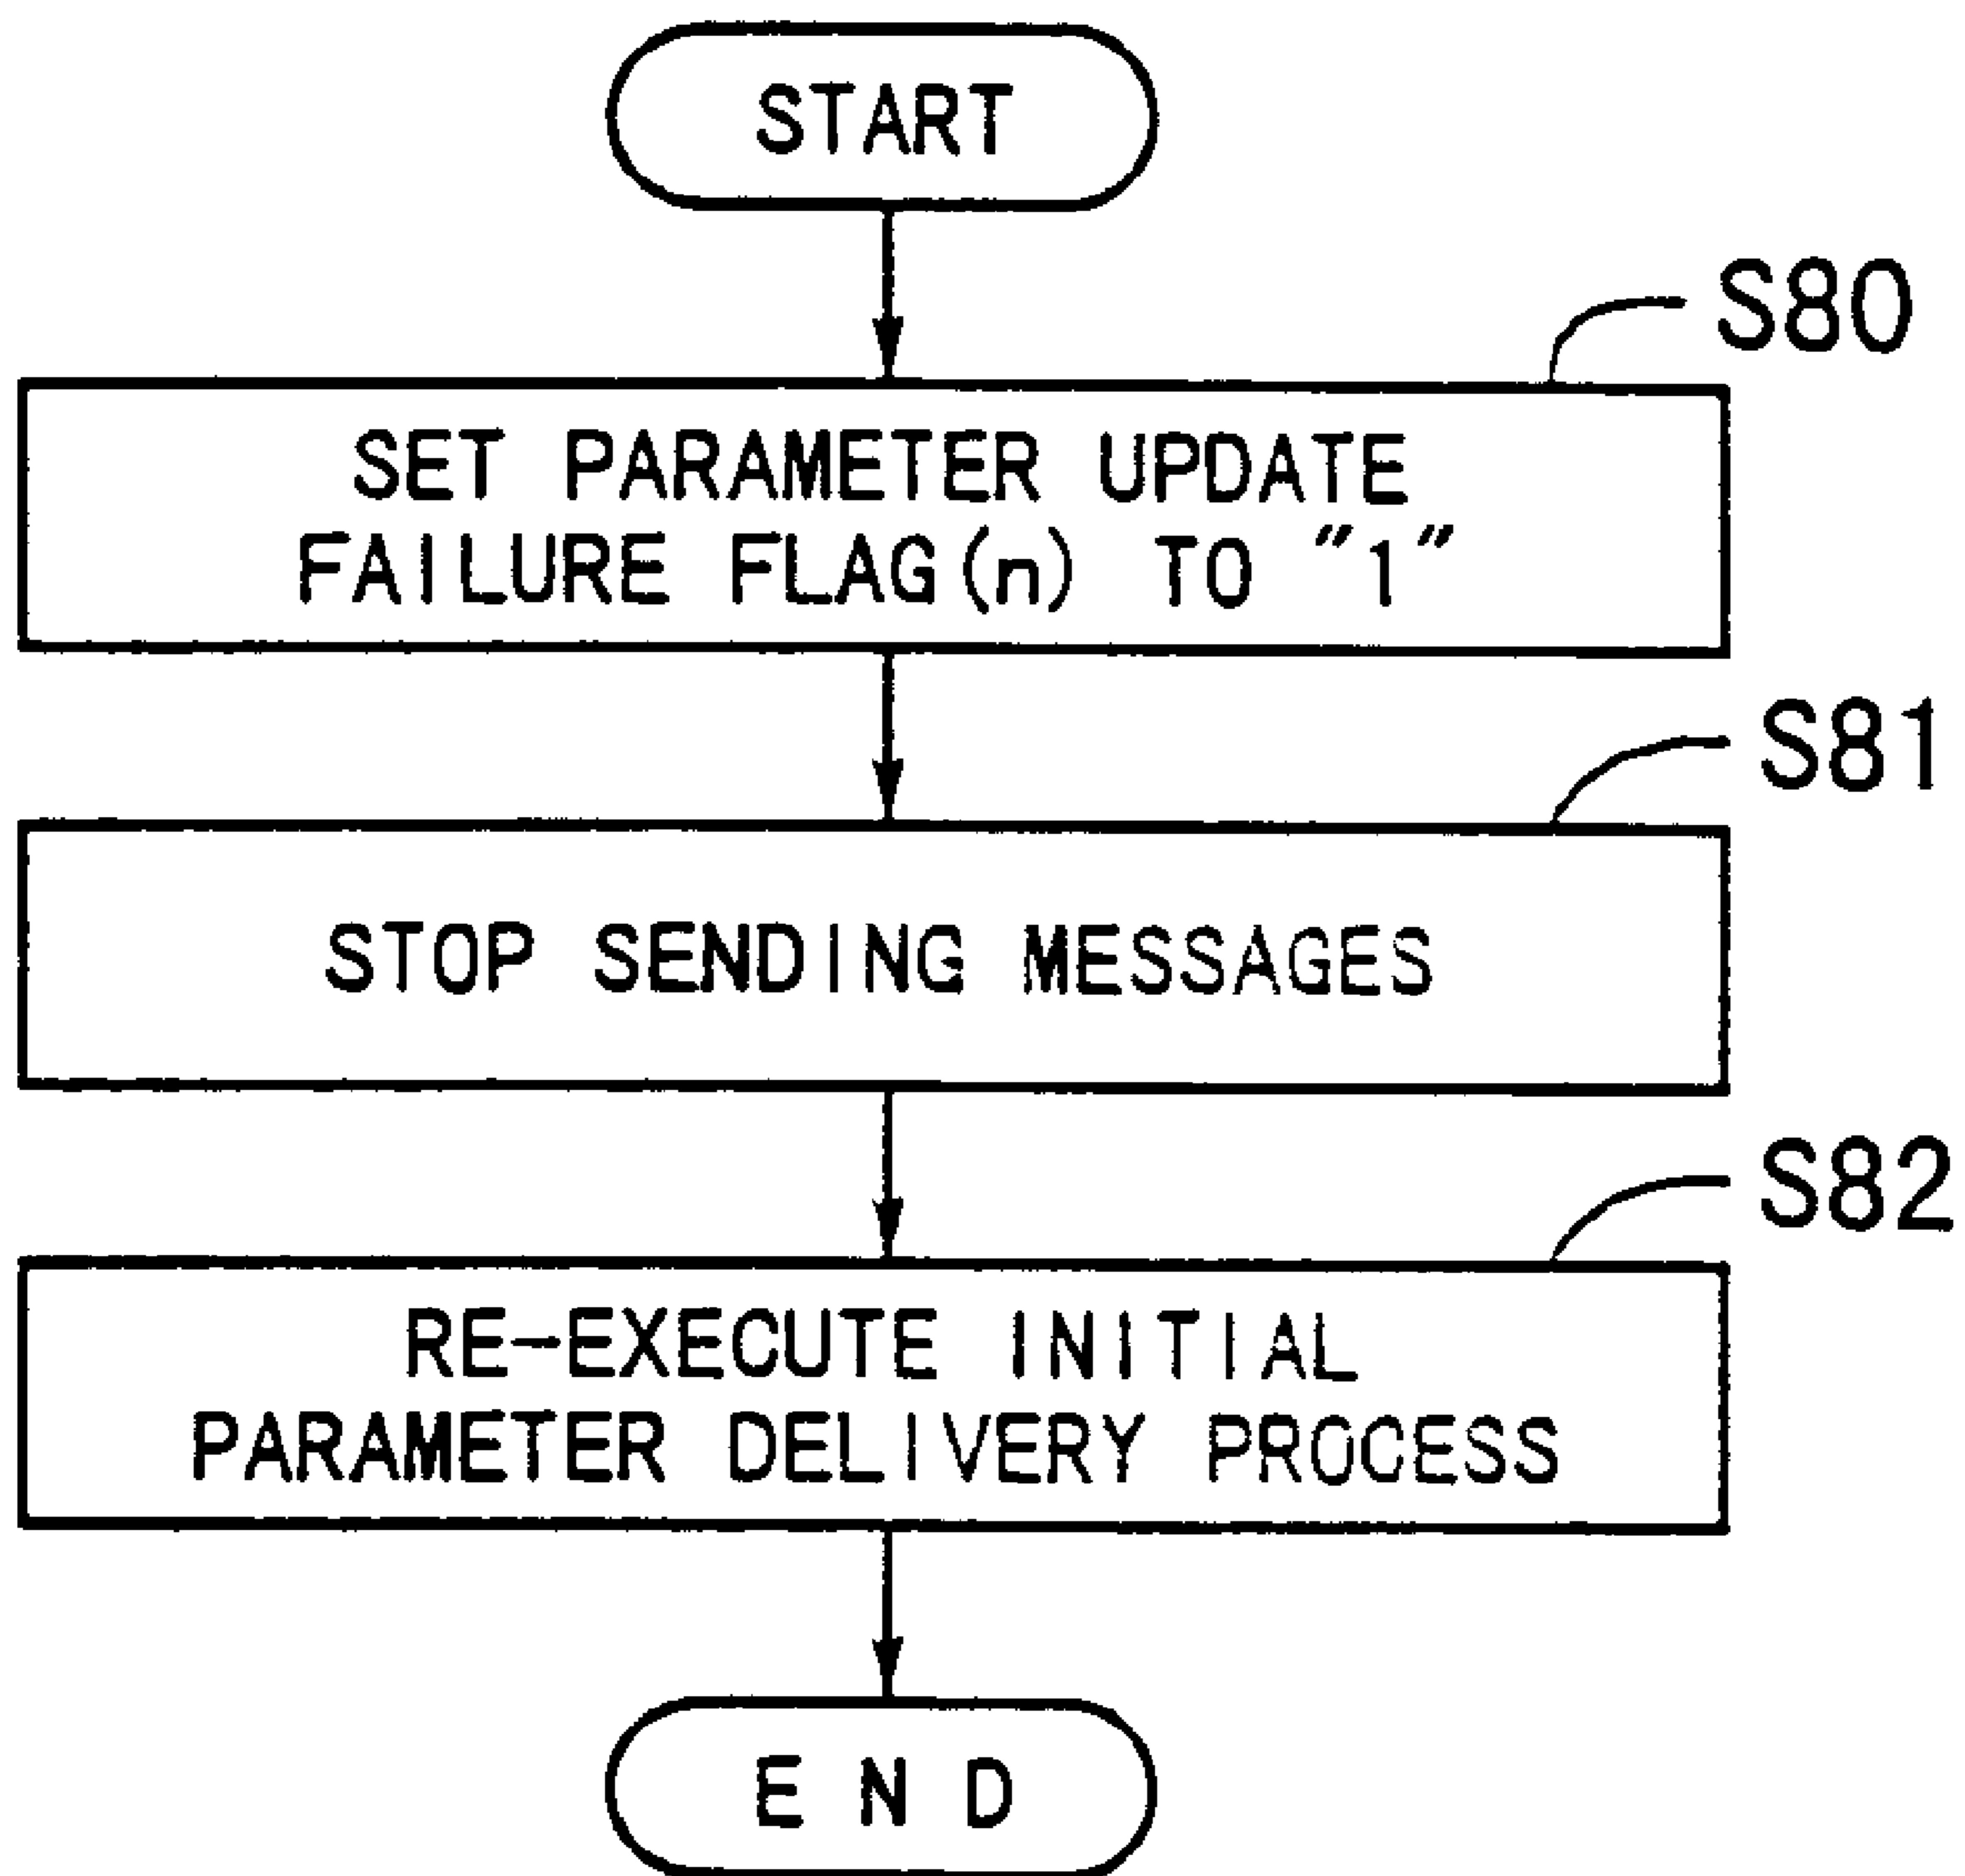 START
S80
SET PARAMETER UPDATE
FAILURE FLAG(n) TO "1"
S81
STOP SENDING MESSAGES
S82
RE-EXECUTE INITIAL
PARAMETER DELIVERY PROCESS
END